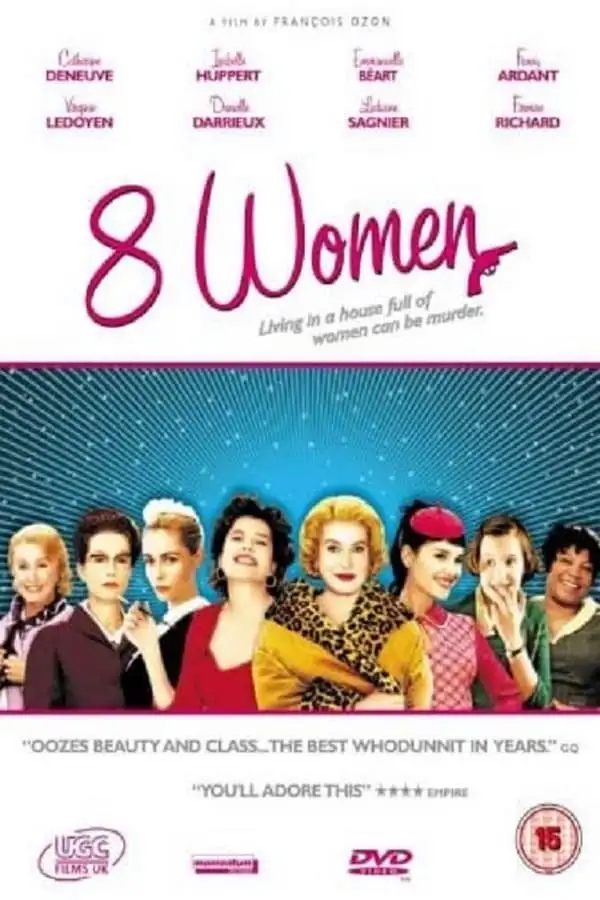 A FILM BY FRANÇOIS OZON
Catherine Isabelle Emmanuelle Fanny
DENEUVE HUPPERT BÉART ARDANT
Virginie Danielle Ludivine Firmine
LEDOYEN DARRIEUX SAGNIER RICHARD
8 Women
Living in a house full of
women can be murder.
"OOZES BEAUTY AND CLASS...THE BEST WHODUNNIT IN YEARS." GQ
"YOU'LL ADORE THIS" ★★★★ EMPIRE
UGC
FILMS UK
momentum
DVD
VIDEO
15